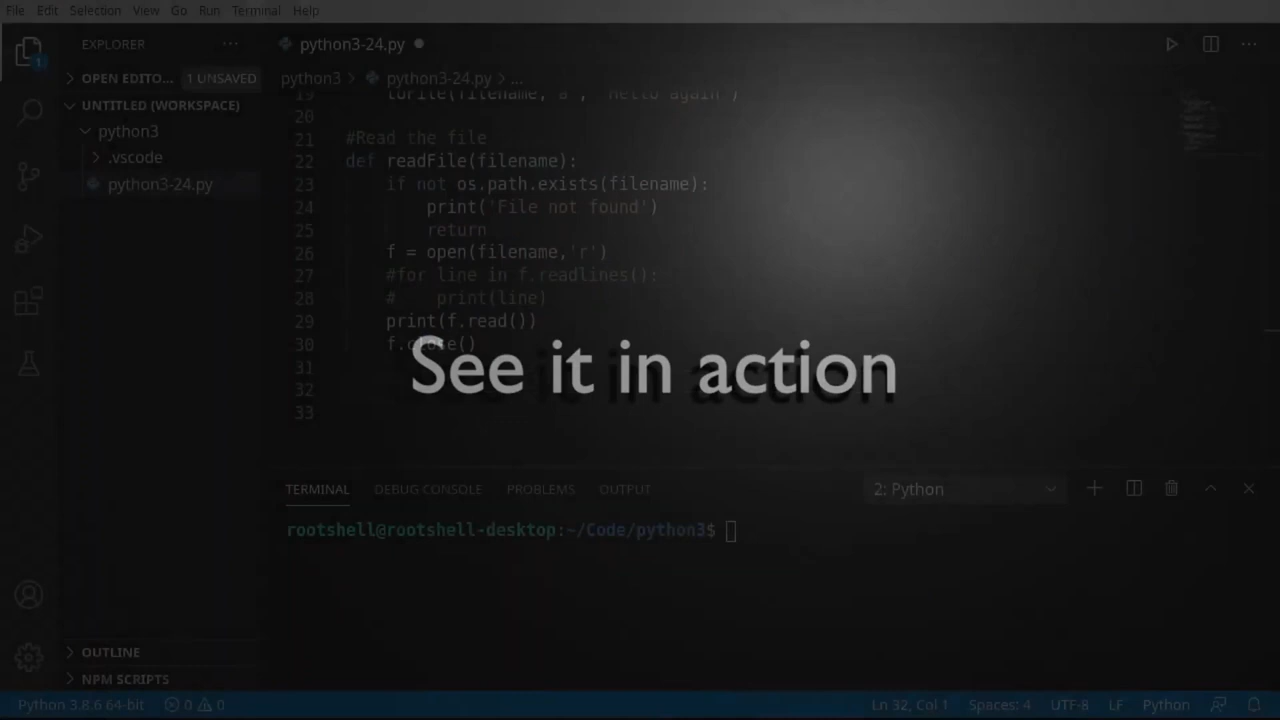 File Edit Selection View Go Run Terminal Help
EXPLORER ...
python3-24.py
OPEN EDITO... 1 UNSAVED
python3 > python3-24.py > ...
UNTITLED (WORKSPACE)
python3
.vscode
python3-24.py
1
19
20
21 #Read the file
22 def readFile(filename):
23 if not os.path.exists(filename):
24 print('File not found')
25 return
26 f = open(filename,'r')
27 #for line in f.readlines():
28 # print(line)
29 print(f.read())
30 f.close()
31
32
33
See it in action
TERMINAL DEBUG CONSOLE PROBLEMS OUTPUT 2: Python
rootshell@rootshell-desktop:~/Code/python3$
OUTLINE
NPM SCRIPTS
Python 3.8.6 64-bit 0 0 Ln 32, Col 1 Spaces: 4 UTF-8 LF Python